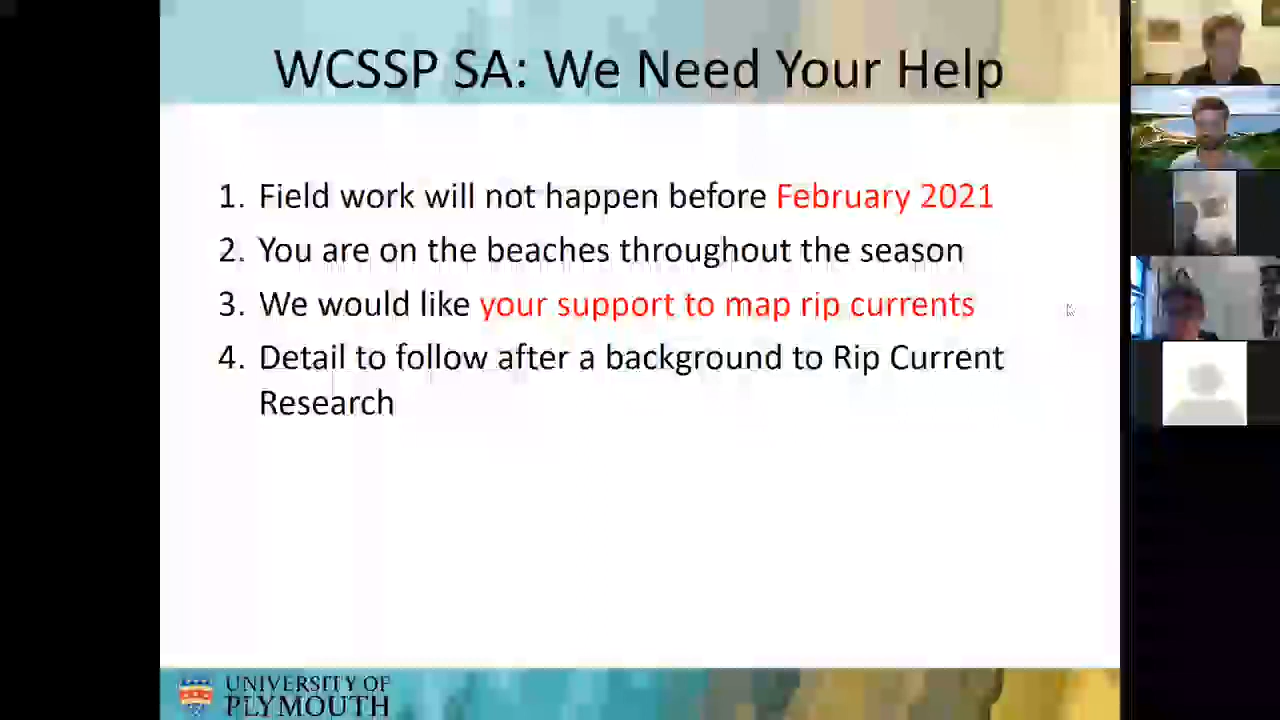 WCSSP SA: We Need Your Help
1. Field work will not happen before February 2021
2. You are on the beaches throughout the season
3. We would like your support to map rip currents
4. Detail to follow after a background to Rip Current
Research
UNIVERSITY OF
PLYMOUTH